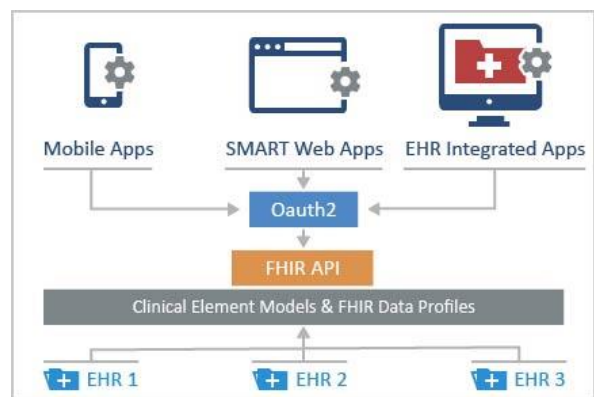 Mobile Apps
SMART Web Apps
EHR Integrated Apps
Oauth2
FHIR API
Clinical Element Models & FHIR Data Profiles
EHR 1
EHR 2
EHR 3